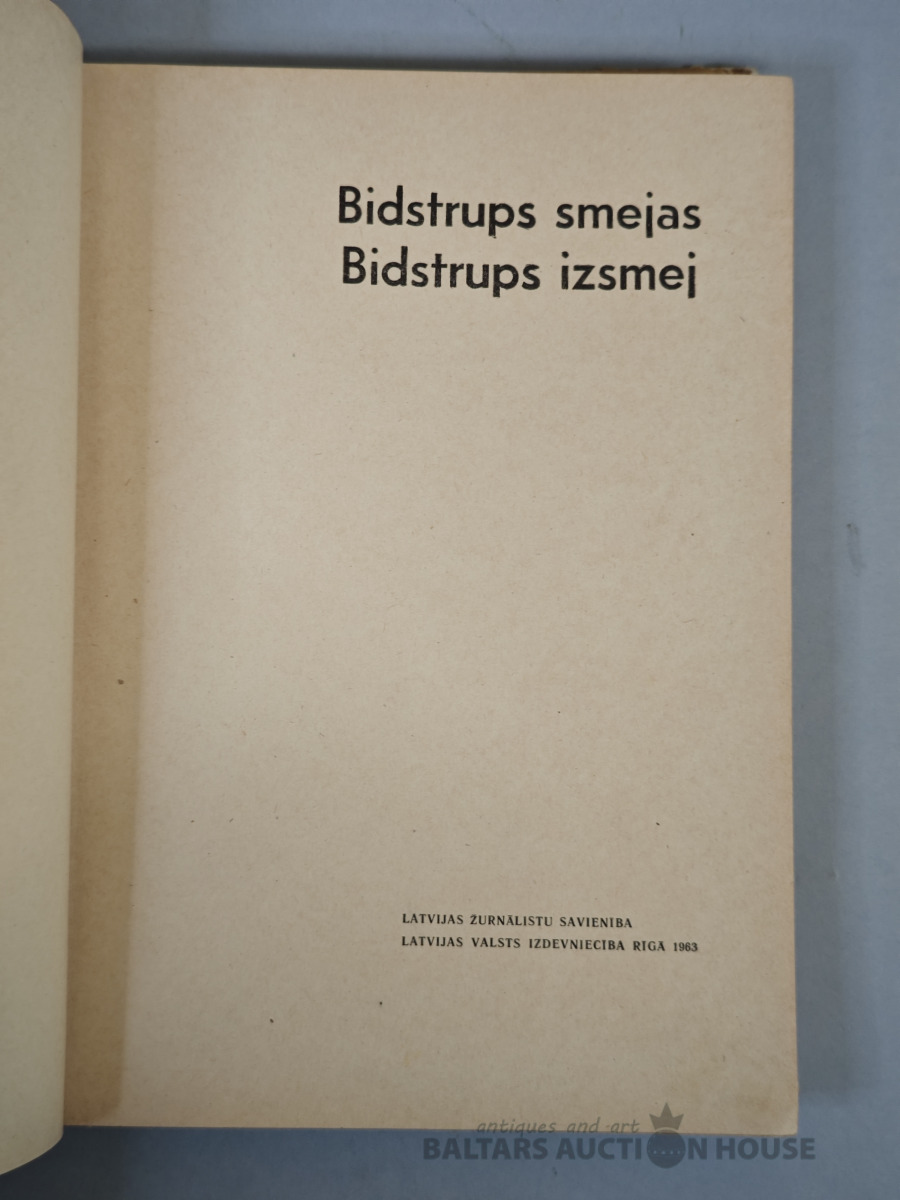 Bidstrups smejas
Bidstrups izsmej
LATVIJAS ŽURNĀLISTU SAVIENĪBA
LATVIJAS VALSTS IZDEVNIECĪBA RĪGĀ 1963
antiques and art
BALTARS AUCTION HOUSE